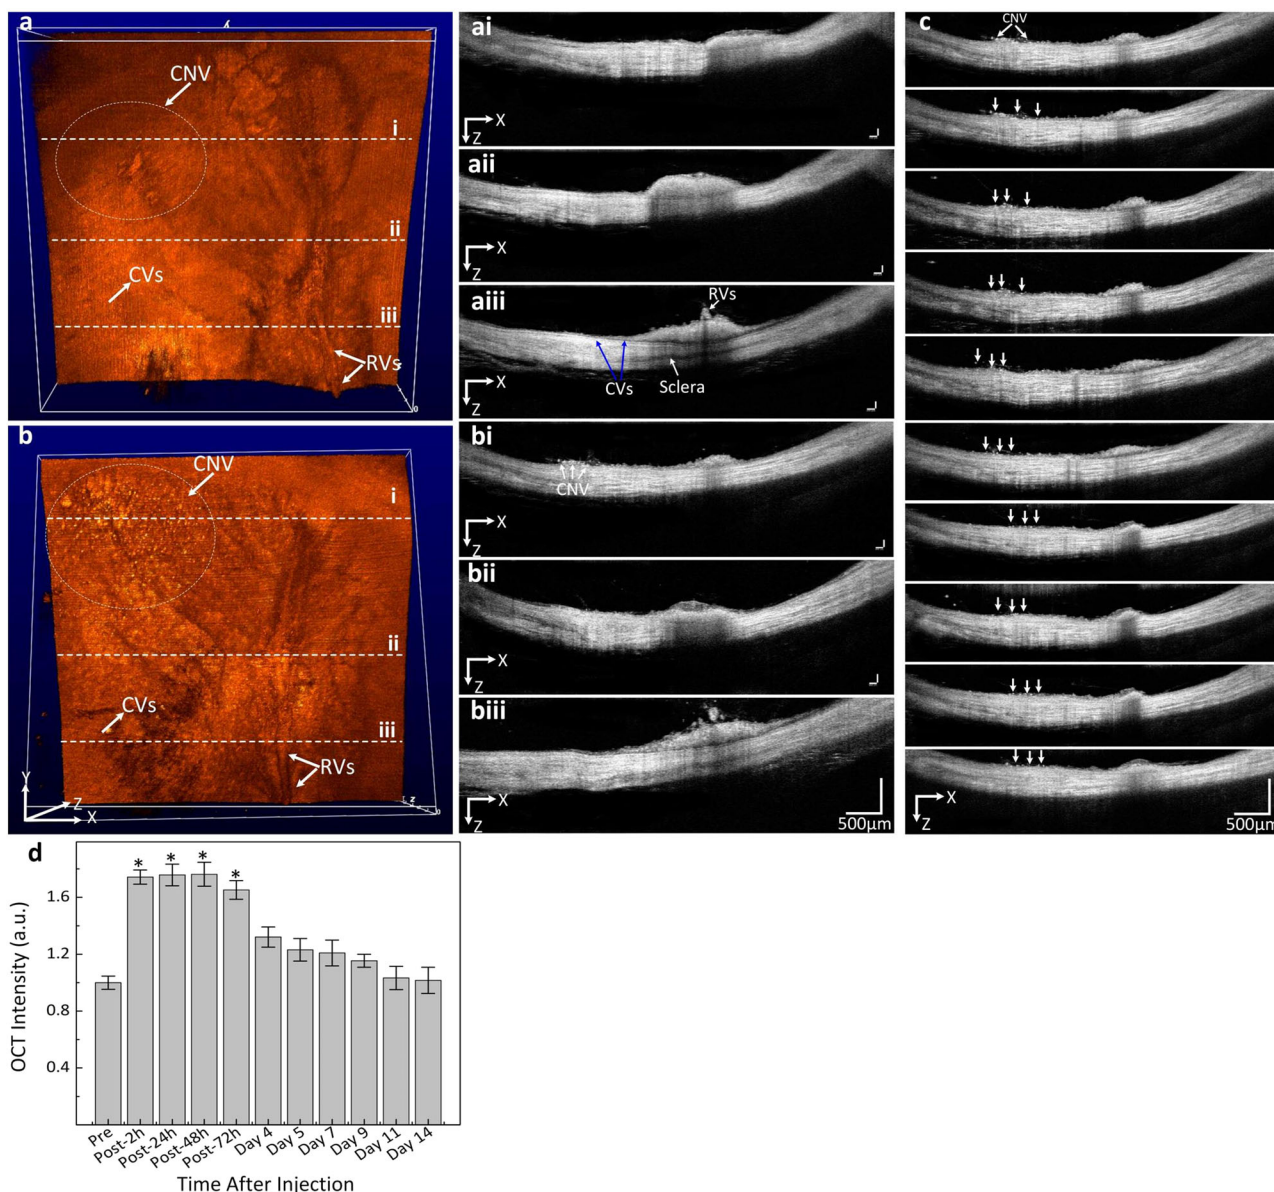 a
CNV
i
ii
CVs
iii
RVs
0
b
CNV
i
ii
CVs
iii
RVs
Y
Z
X
z
0
ai
X
Z
aii
X
Z
aiii
RVs
CVs
Sclera
X
Z
bi
CNV
X
Z
bii
X
Z
biii
X
Z
500µm
c
CNV
X
Z
500µm
d
* * * *
1.6
1.2
0.8
0.4
OCT Intensity (a.u.)
Pre
Post-2h
Post-24h
Post-48h
Post-72h
Day 4
Day 5
Day 7
Day 9
Day 11
Day 14
Time After Injection